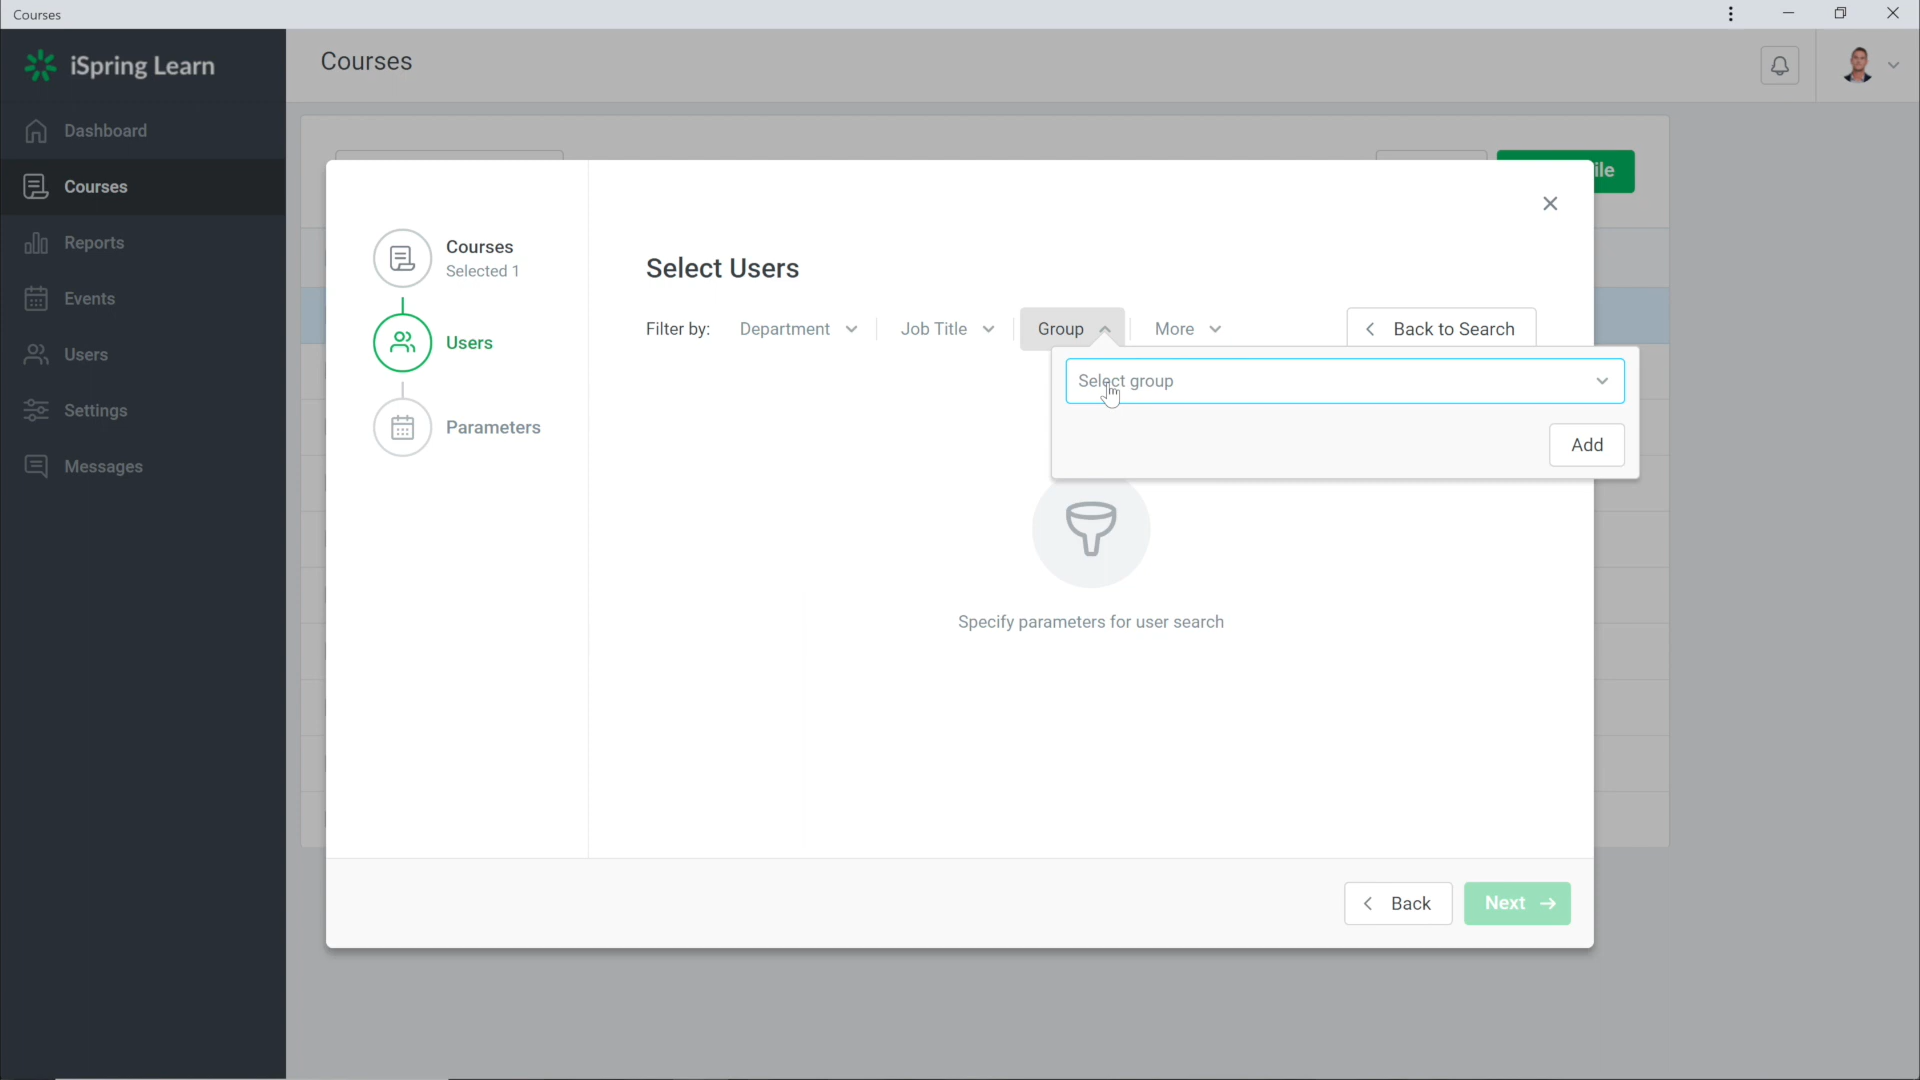 Courses
iSpring Learn
Courses
Dashboard
Courses
Reports
Events
Users
Settings
Messages
ile
Courses
Selected 1
Users
Parameters
Select Users
Filter by:
Department
Job Title
Group
More
Back to Search
Select group
Add
Specify parameters for user search
Back
Next